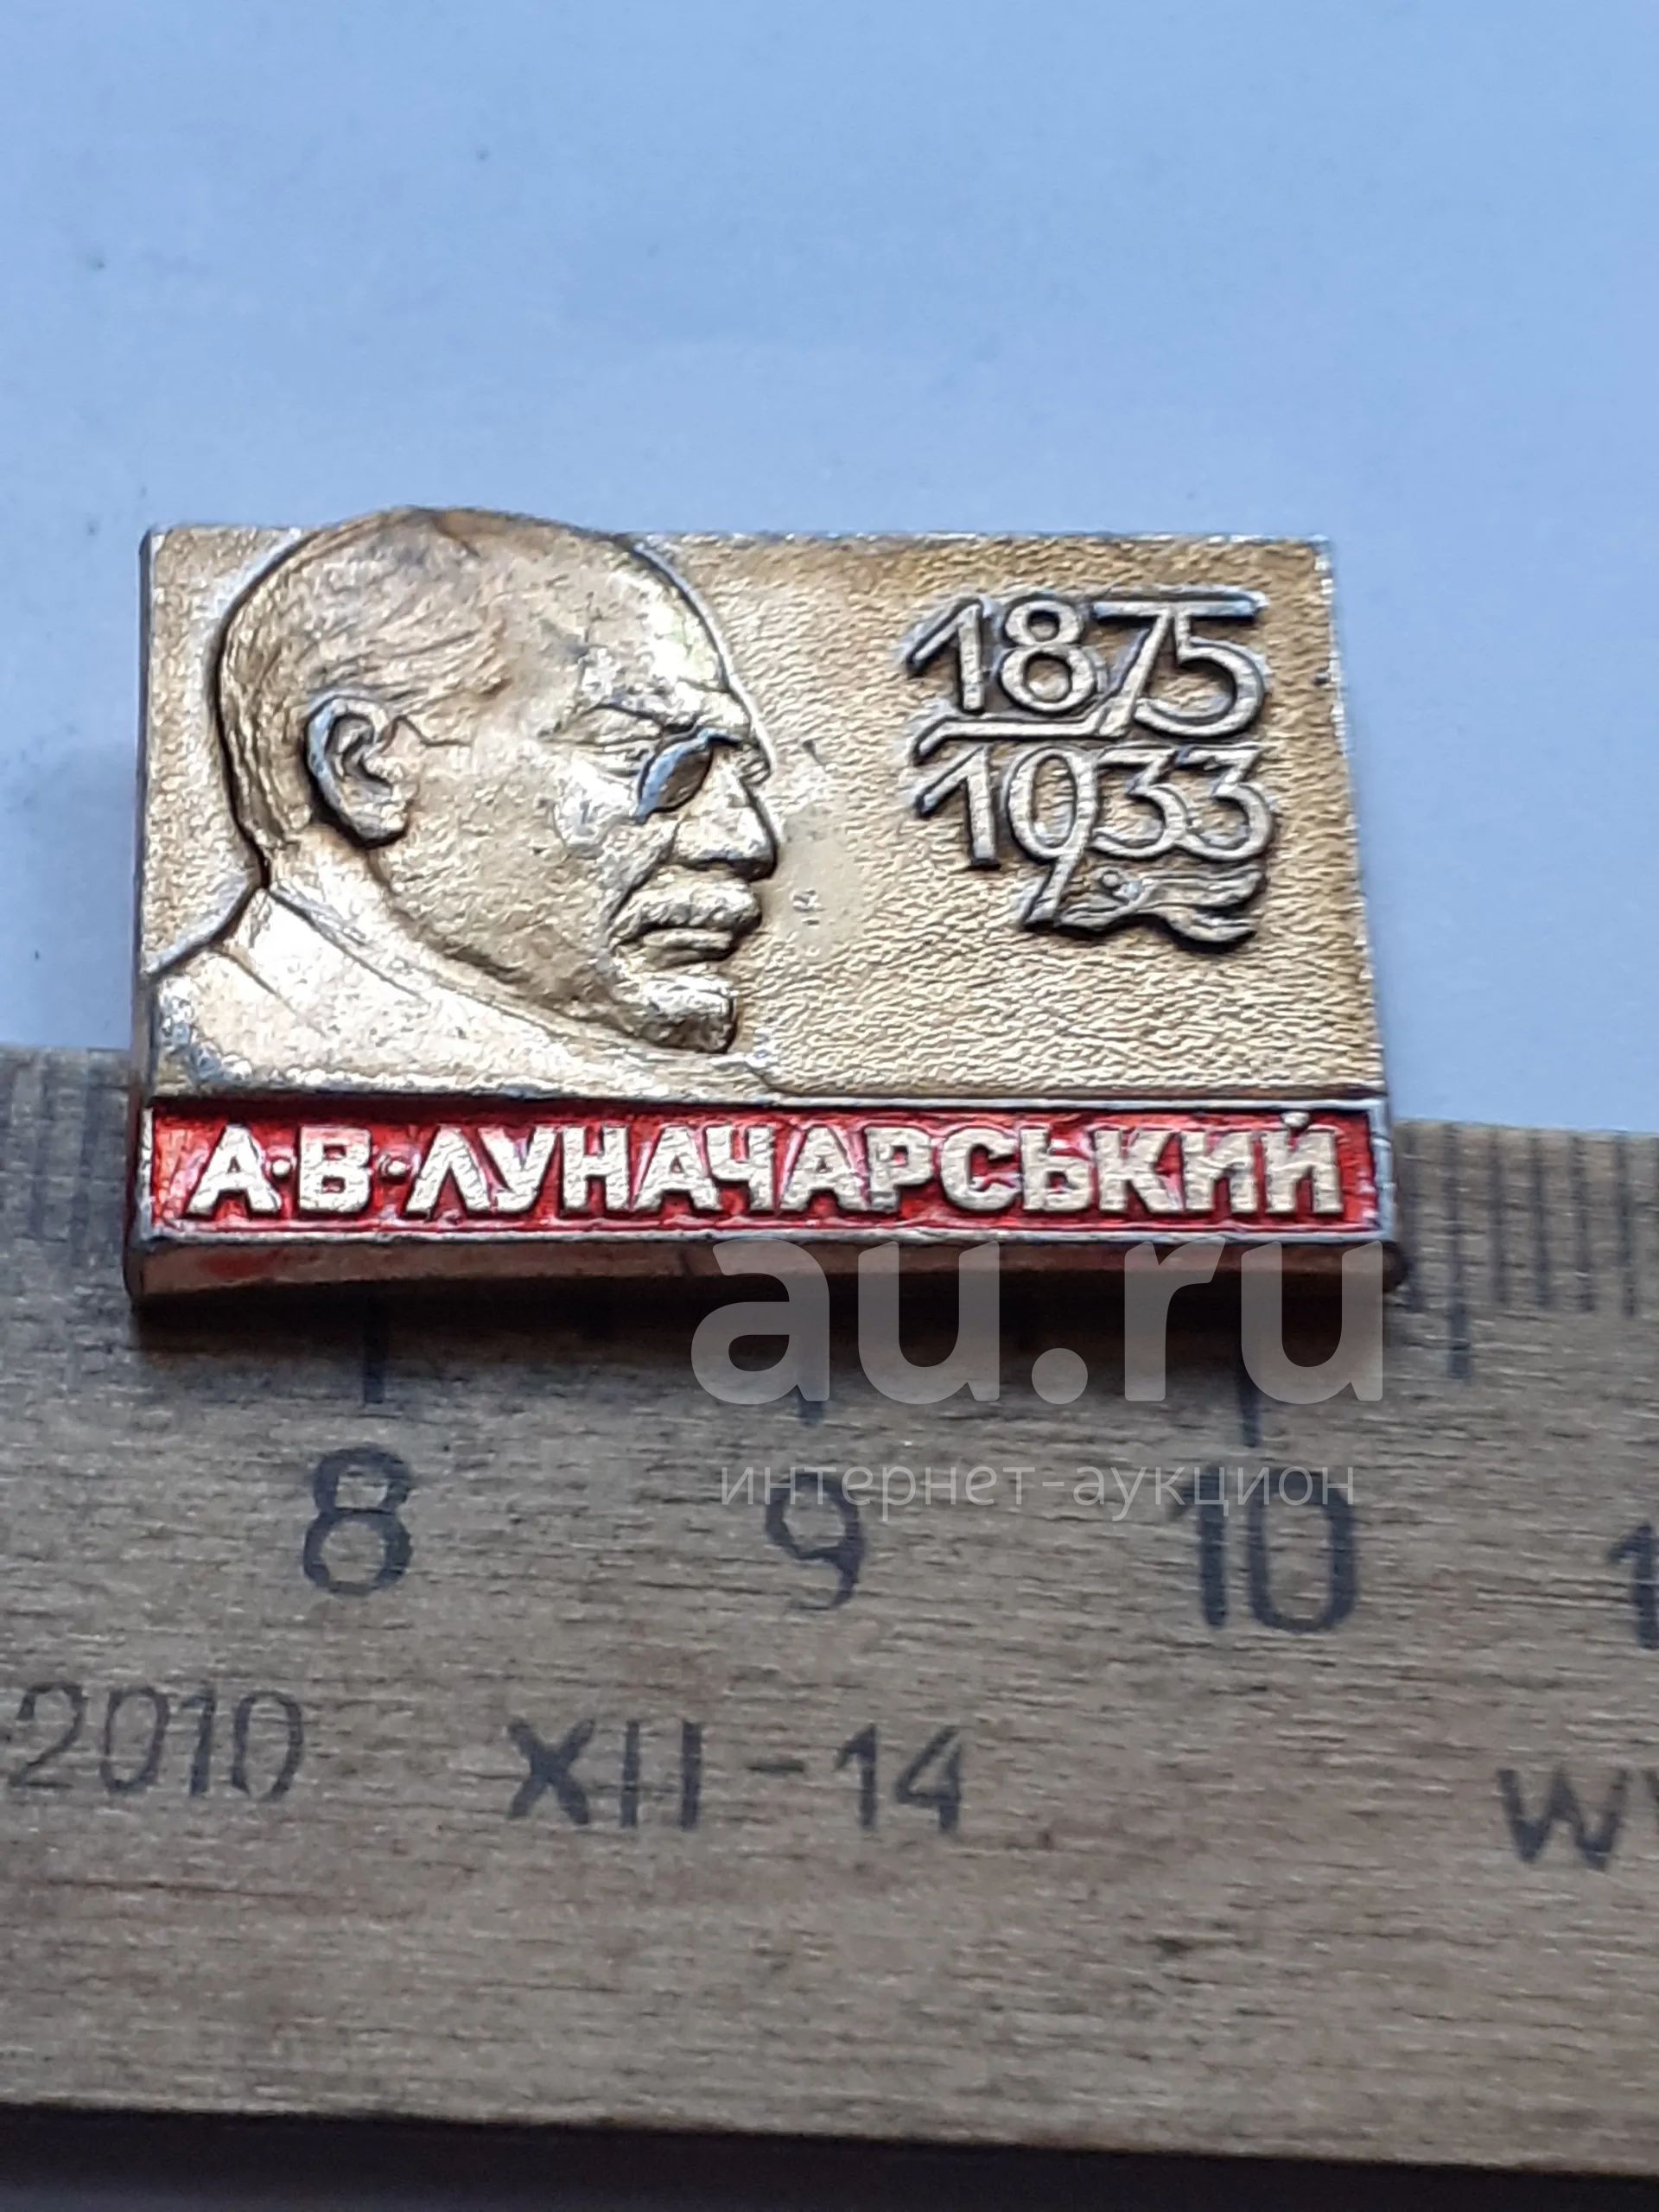 1875
1933
А·В·ЛУНАЧАРСЬКИЙ
au.ru
интернет-аукцион
8 9 10
2010 XII-14